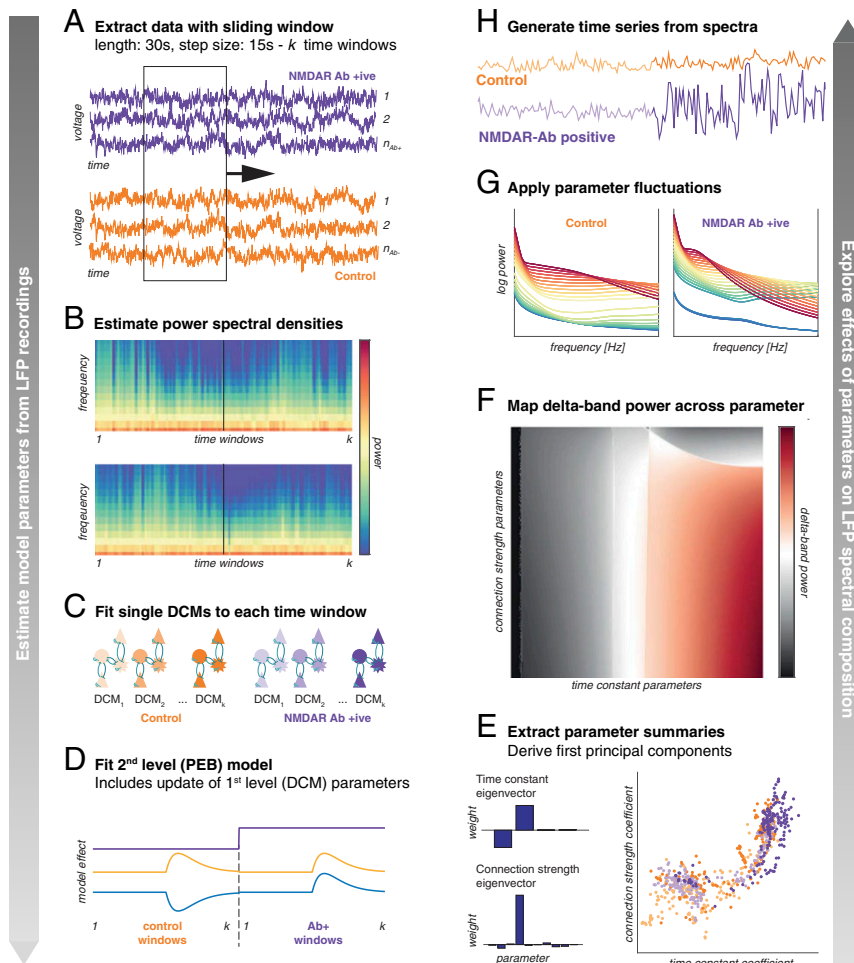 Estimate model parameters from LFP recordings
A Extract data with sliding window
length: 30s, step size: 15s - k time windows
NMDAR Ab +ive
voltage
1
2
nAb+
time
voltage
1
2
nAb-
time
Control
B Estimate power spectral densities
freqeuency
1 time windows k
power
freqeuency
1 time windows k
C Fit single DCMs to each time window
DCM1 DCM2 ... DCMk DCM1 DCM2 ... DCMk
Control NMDAR Ab +ive
D Fit 2nd level (PEB) model
Includes update of 1st level (DCM) parameters
model effect
1 control k 1 Ab+ k
windows windows
H Generate time series from spectra
Control
NMDAR-Ab positive
G Apply parameter fluctuations
Control NMDAR Ab +ive
log power
frequency [Hz] frequency [Hz]
F Map delta-band power across parameter
connection strength parameters
delta-band power
time constant parameters
E Extract parameter summaries
Derive first principal components
Time constant
eigenvector
weight
Connection strength
eigenvector
weight
parameter
connection strength coefficient
time constant coefficient
Explore effects of parameters on LFP spectral composition